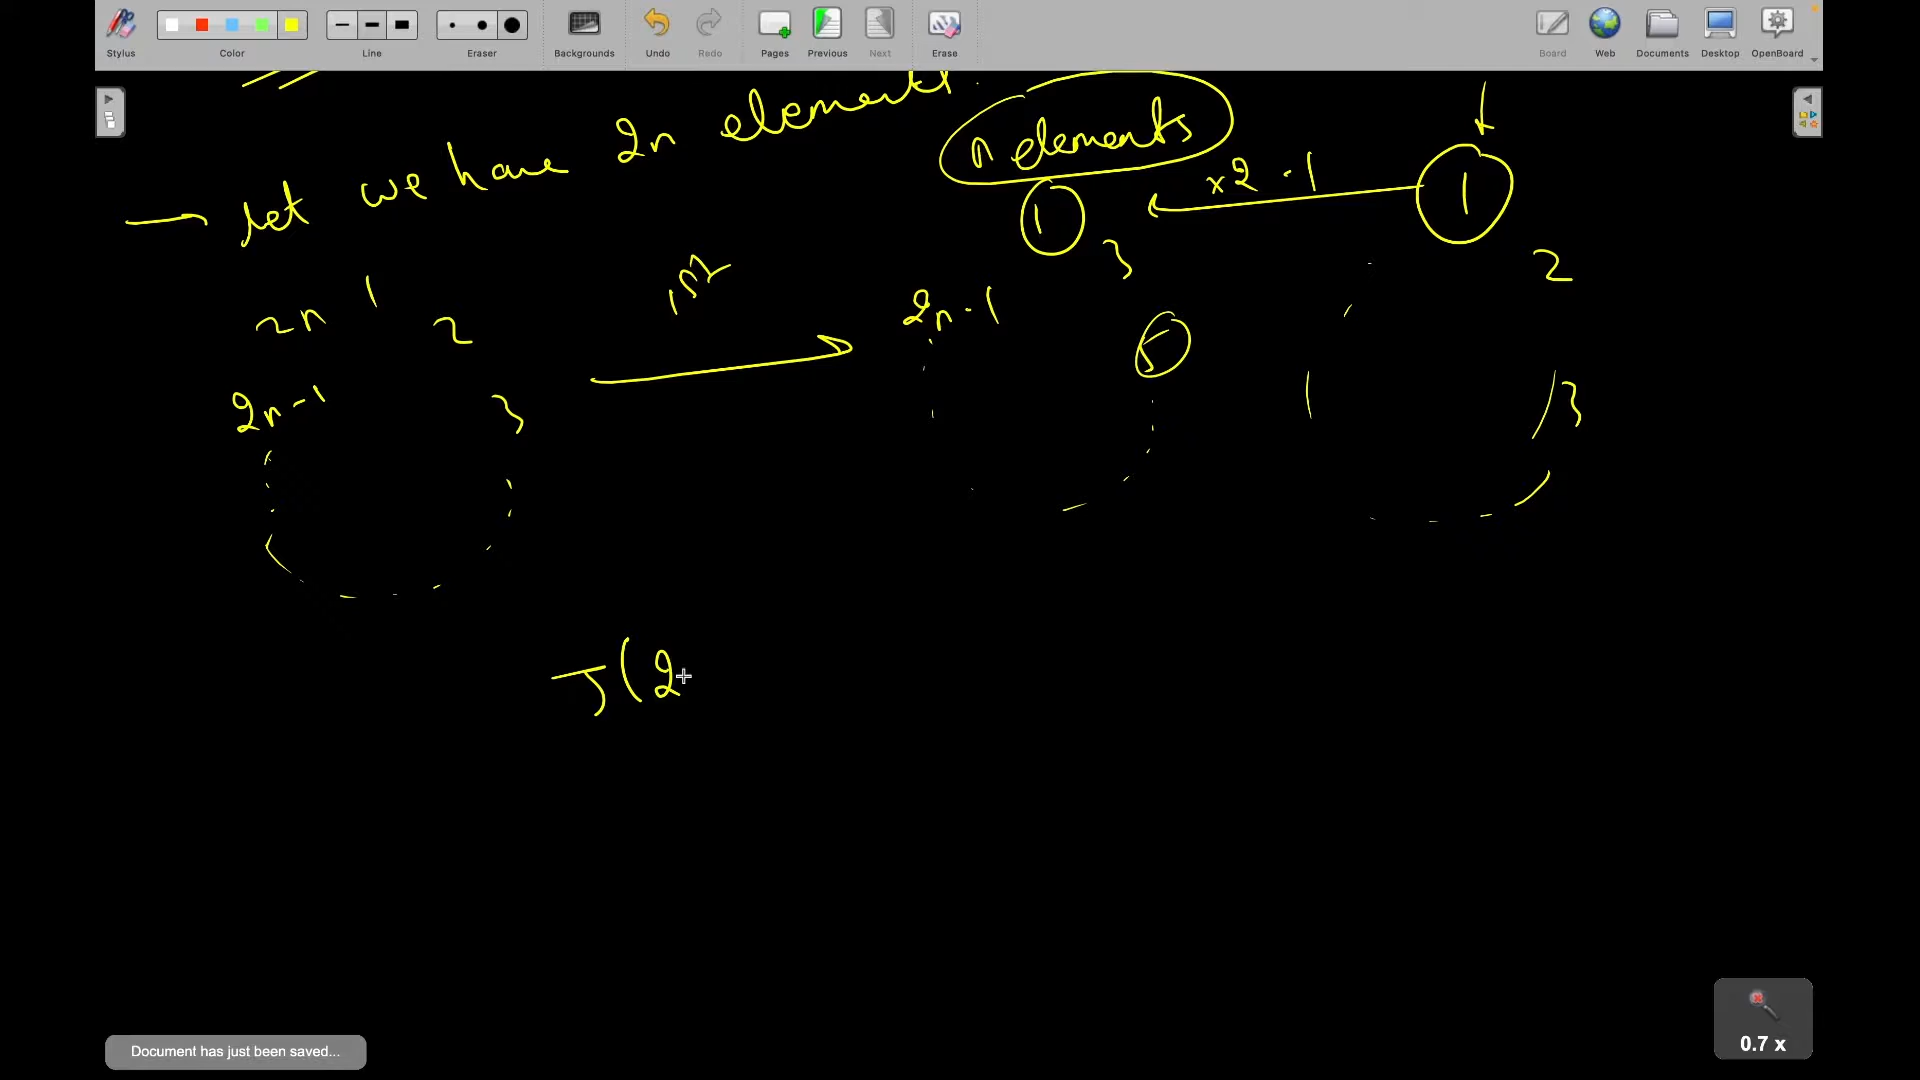 Stylus Color Line Eraser Backgrounds Undo Redo Pages Previous Next Erase Board Web Documents Desktop OpenBoard
let we have 2n elements.
n elements
1 ×2 -1 1
3 2
2n 1 2 1st 2n-1 5
2n-1 3 3
J(2
Document has just been saved...
0.7 x